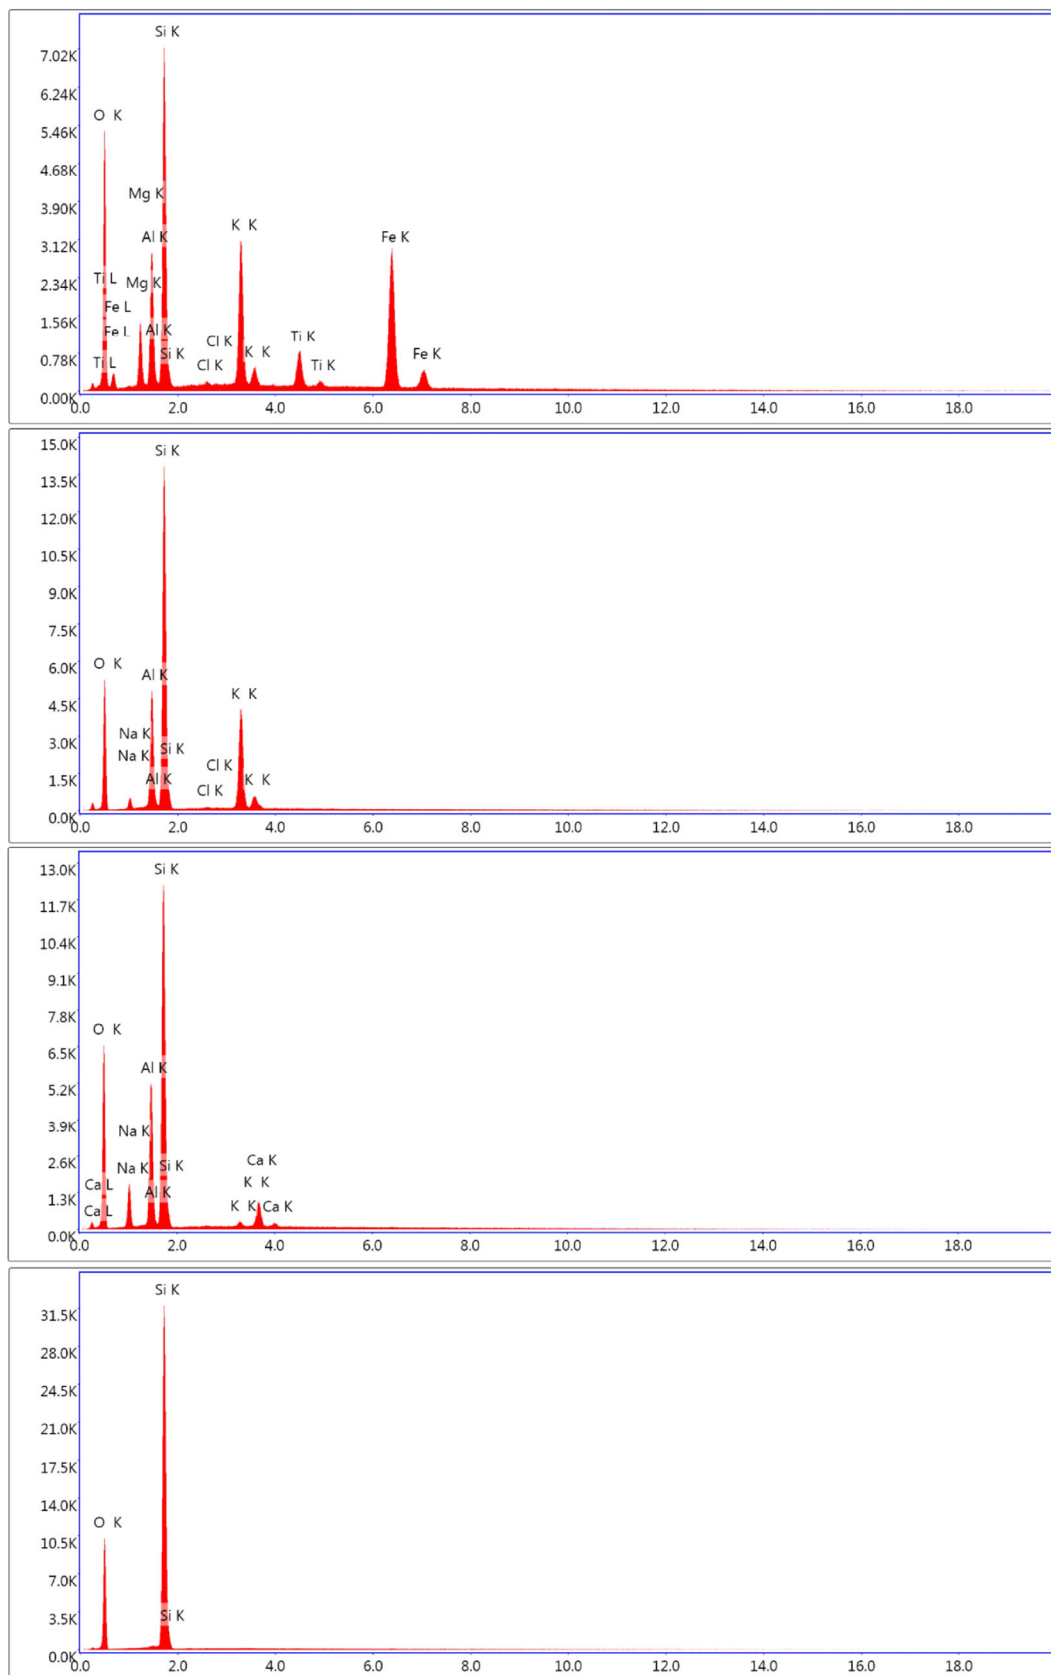 Si K
7.02K
6.24K
O K
5.46K
4.68K
Mg K
3.90K
K K
Al K
Fe K
3.12K
Ti L
Mg K
2.34K
Fe L
1.56K
Fe L
Al K
Cl K
Ti K
0.78K
Ti L
Si K
Cl K
K K
Ti K
Fe K
0.00K
0.0 2.0 4.0 6.0 8.0 10.0 12.0 14.0 16.0 18.0
15.0K
Si K
13.5K
12.0K
10.5K
9.0K
7.5K
6.0K
O K
Al K
4.5K
K K
Na K
3.0K
Na K
Si K
Cl K
1.5K
Al K
Cl K
K K
0.0K
0.0 2.0 4.0 6.0 8.0 10.0 12.0 14.0 16.0 18.0
13.0K
Si K
11.7K
10.4K
9.1K
7.8K
O K
6.5K
Al K
5.2K
3.9K
Na K
2.6K
Na K
Si K
Ca K
1.3K
Ca L
Al K
K K
Ca L
K K
Ca K
0.0K
0.0 2.0 4.0 6.0 8.0 10.0 12.0 14.0 16.0 18.0
Si K
31.5K
28.0K
24.5K
21.0K
17.5K
14.0K
O K
10.5K
7.0K
3.5K
Si K
0.0K
0.0 2.0 4.0 6.0 8.0 10.0 12.0 14.0 16.0 18.0